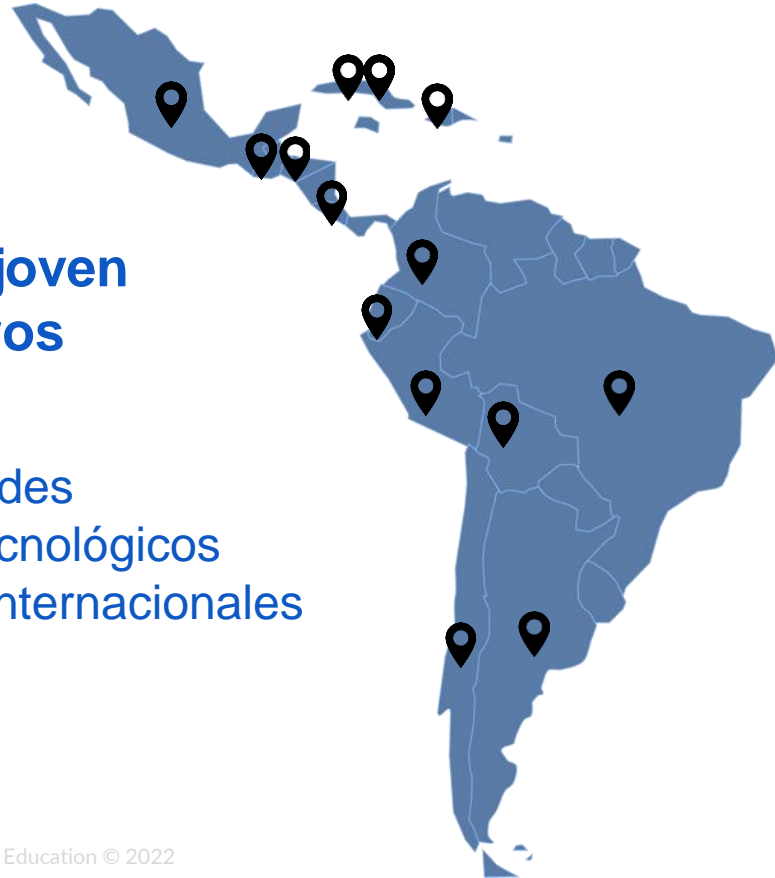 joven
os
des
cnológicos
nternacionales
Education © 2022